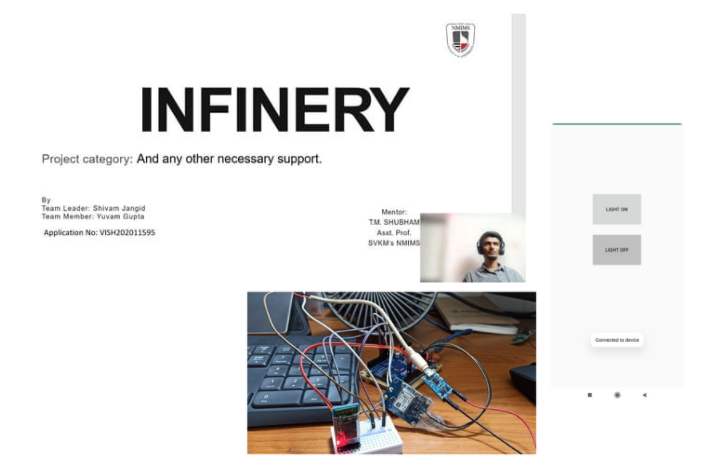 NMIMS
INFINERY
Project category: And any other necessary support.
By
Team Leader: Shivam Jangid
Team Member: Yuvam Gupta
Application No: VISH202011595
Mentor:
T.M. SHUBHAM
Asst. Prof.
SVKM's NMIMS
LIGHT ON
LIGHT OFF
Connected to device